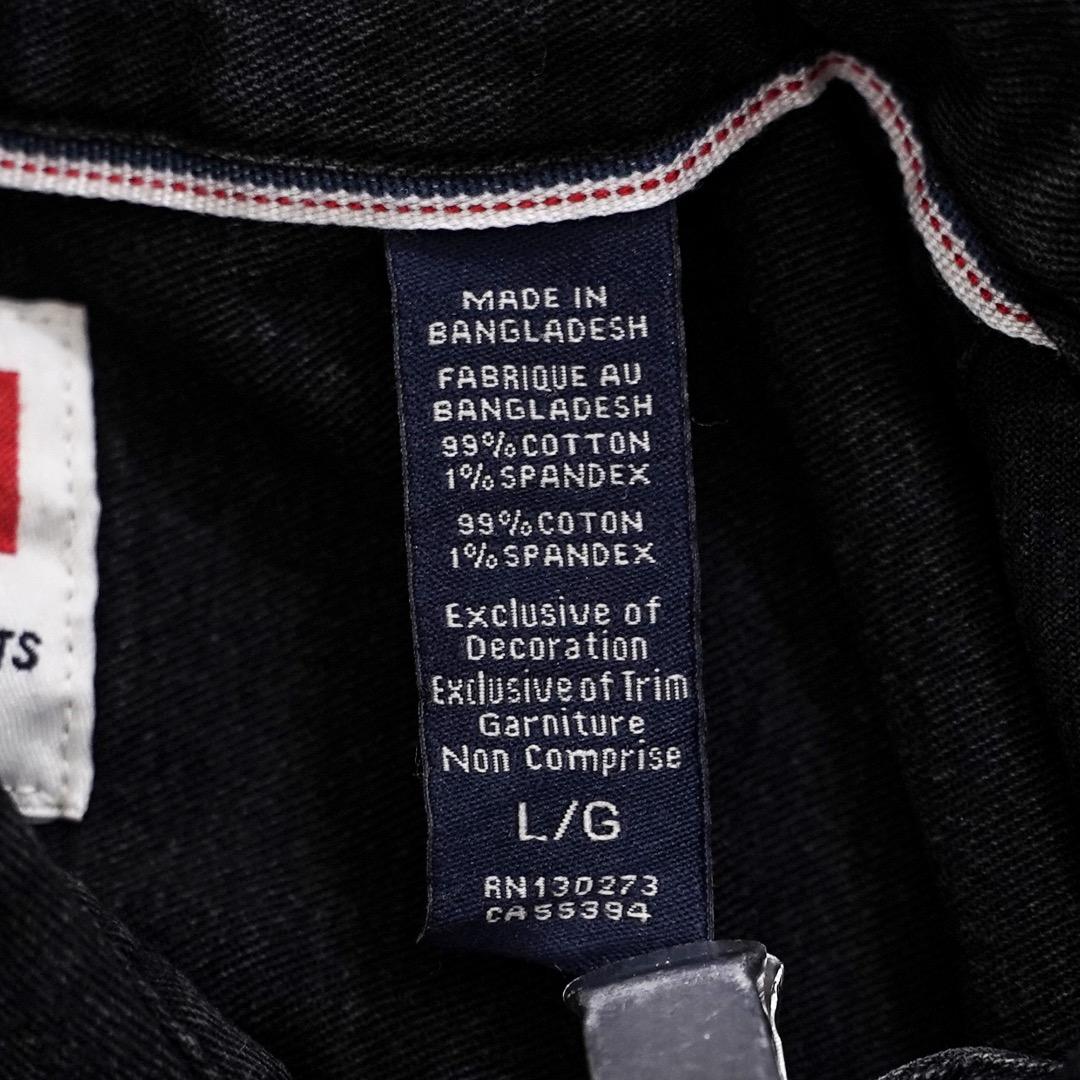 MADE IN
BANGLADESH
FABRIQUE AU
BANGLADESH
99% COTTON
1% SPANDEX
99% COTON
1% SPANDEX
Exclusive of
Decoration
Exclusive of Trim
Garniture
Non Comprise
L/G
RN130273
CA55394
TS